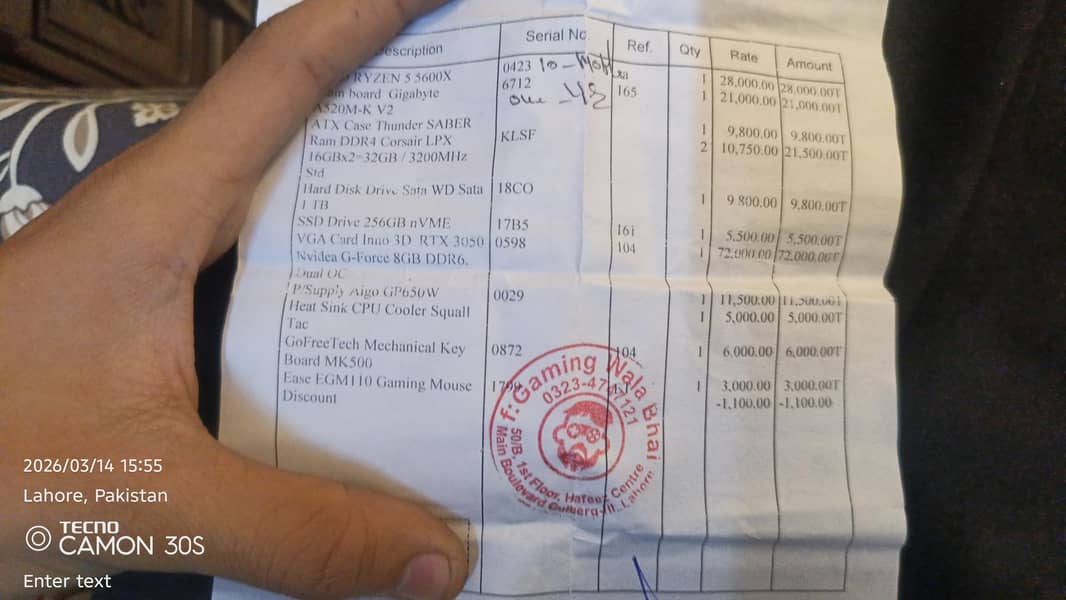 Description Serial No. Ref. Qty Rate Amount
RYZEN 5 5600X 0423 1 28,000.00 28,000.00T
board Gigabyte 6712 165 1 21,000.00 21,000.00T
A520M-K V2
ATX Case Thunder SABER 1 9,800.00 9,800.00T
Ram DDR4 Corsair LPX KLSF 2 10,750.00 21,500.00T
16GBx2=32GB / 3200MHz
Std
Hard Disk Drive Sata WD Sata 18CO 1 9,800.00 9,800.00T
1 TB
SSD Drive 256GB nVME 17B5 161 1 5,500.00 5,500.00T
VGA Card Inno 3D RTX 3050 0598 104 1 72,000.00 72,000.00T
Nvidea G-Force 8GB DDR6,
Dual OC
P/Supply Aigo GP650W 0029 1 11,500.00 11,500.00T
Heat Sink CPU Cooler Squall 1 5,000.00 5,000.00T
Tac
GoFreeTech Mechanical Key 0872 104 1 6,000.00 6,000.00T
Board MK500
Ease EGM110 Gaming Mouse 1 3,000.00 3,000.00T
Discount -1,100.00 -1,100.00
f: Gaming Wala Bhai
50/B, 1st Floor, Hafeez Centre
Main Boulevard Gulberg-III, Lahore.
2026/03/14 15:55
Lahore, Pakistan
TECNO
CAMON 30S
Enter text